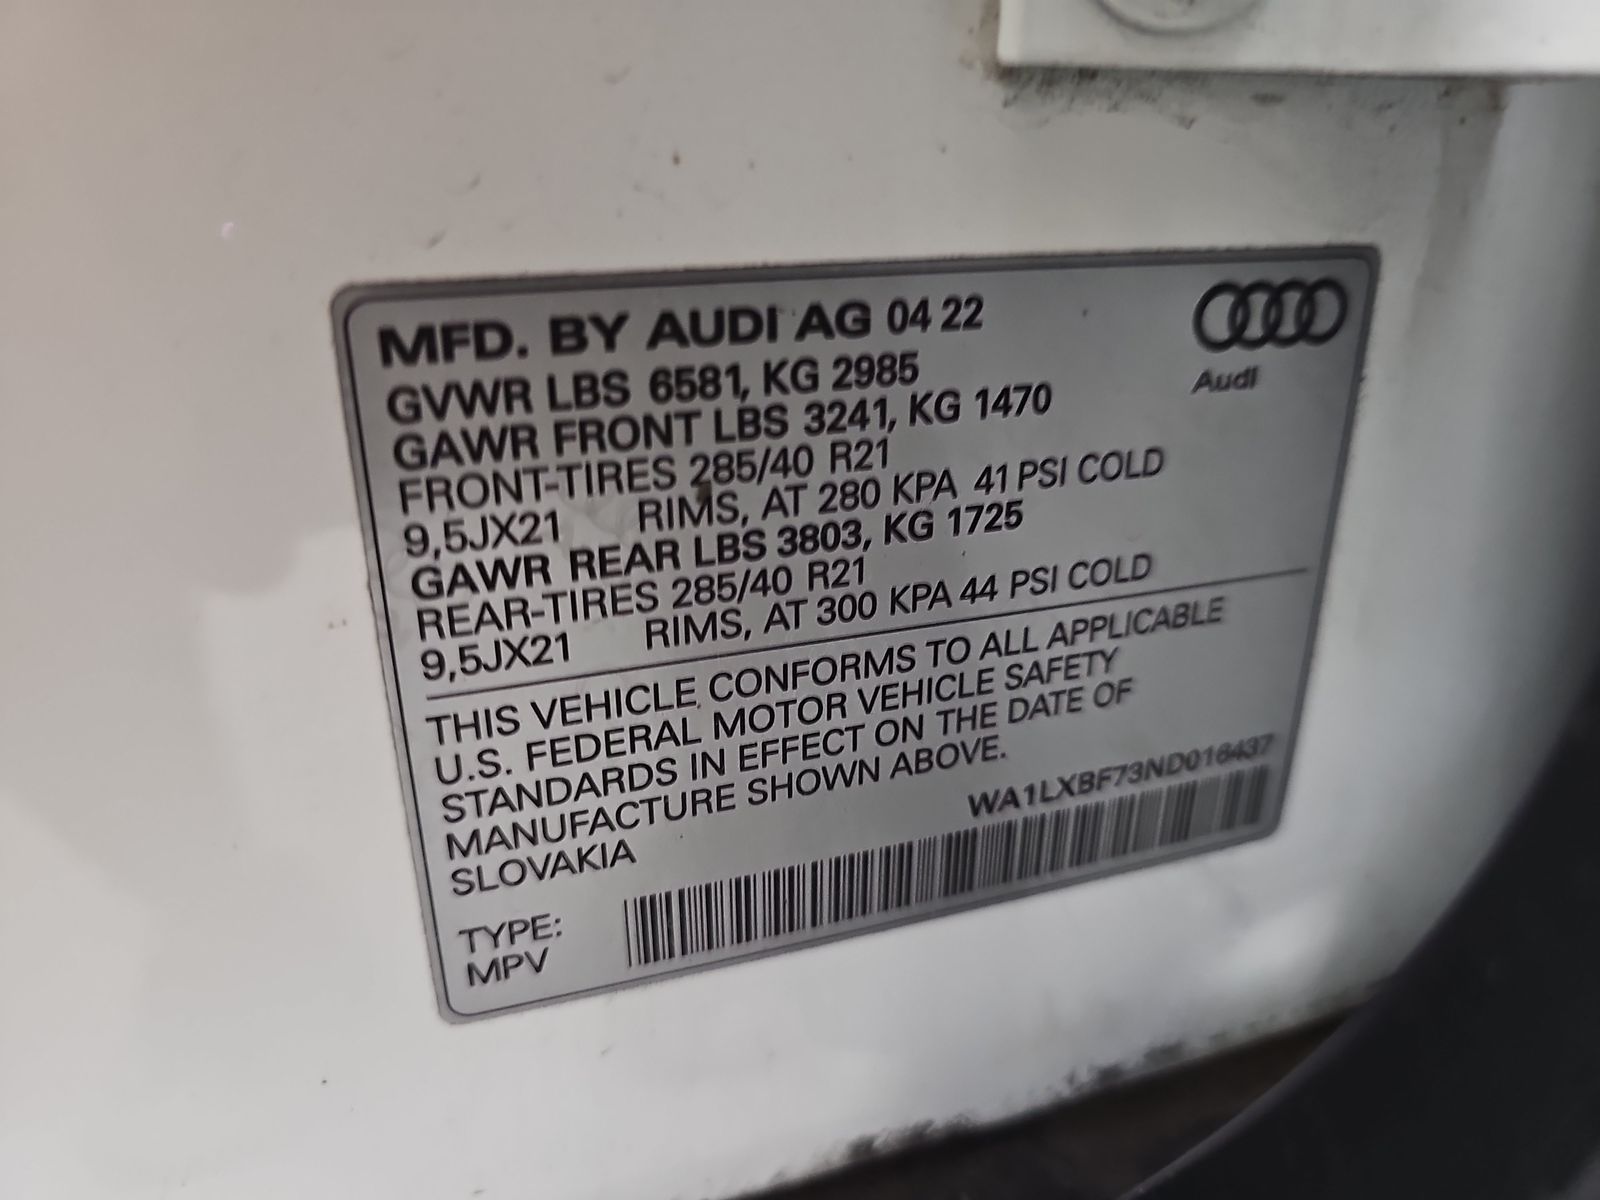 MFD. BY AUDI AG 04 22
GVWR LBS 6581, KG 2985
GAWR FRONT LBS 3241, KG 1470
FRONT-TIRES 285/40 R21
9,5JX21 RIMS, AT 280 KPA 41 PSI COLD
GAWR REAR LBS 3803, KG 1725
REAR-TIRES 285/40 R21
9,5JX21 RIMS, AT 300 KPA 44 PSI COLD
Audi
THIS VEHICLE CONFORMS TO ALL APPLICABLE
U.S. FEDERAL MOTOR VEHICLE SAFETY
STANDARDS IN EFFECT ON THE DATE OF
MANUFACTURE SHOWN ABOVE.
SLOVAKIA
WA1LXBF73ND016437
TYPE:
MPV